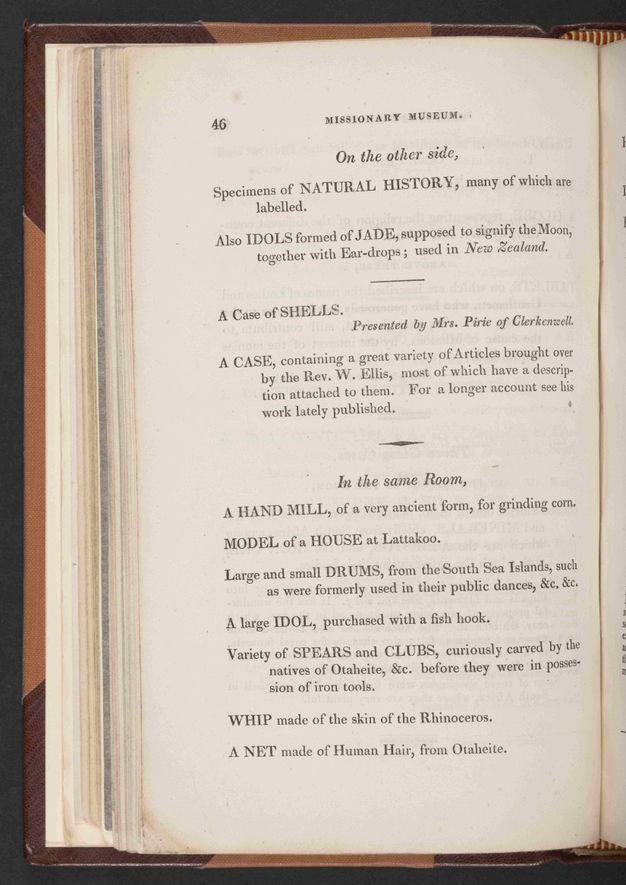 46
MISSIONARY MUSEUM.
On the other side,
Specimens of NATURAL HISTORY, many of which are
labelled.
Also IDOLS formed of JADE, supposed to signify the Moon,
together with Ear-drops; used in New Zealand.
A Case of SHELLS.
Presented by Mrs. Pirie of Clerkenwell.
A CASE, containing a great variety of Articles brought over
by the Rev. W. Ellis, most of which have a descrip-
tion attached to them. For a longer account see his
work lately published.
In the same Room,
A HAND MILL, of a very ancient form, for grinding corn.
MODEL of a HOUSE at Lattakoo.
Large and small DRUMS, from the South Sea Islands, such
as were formerly used in their public dances, &c. &c.
A large IDOL, purchased with a fish hook.
Variety of SPEARS and CLUBS, curiously carved by the
natives of Otaheite, &c. before they were in posses-
sion of iron tools.
WHIP made of the skin of the Rhinoceros.
A NET made of Human Hair, from Otaheite.